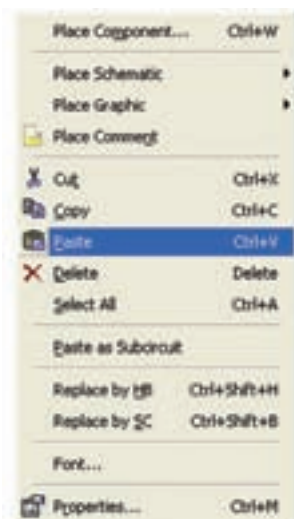 Place Component... Ctrl+W
Place Schematic
Place Graphic
Place Comment
Cut Ctrl+X
Copy Ctrl+C
Paste Ctrl+V
Delete Delete
Select All Ctrl+A
Paste as Subcircuit
Replace by HB Ctrl+Shift+H
Replace by SC Ctrl+Shift+B
Font...
Properties... Ctrl+M